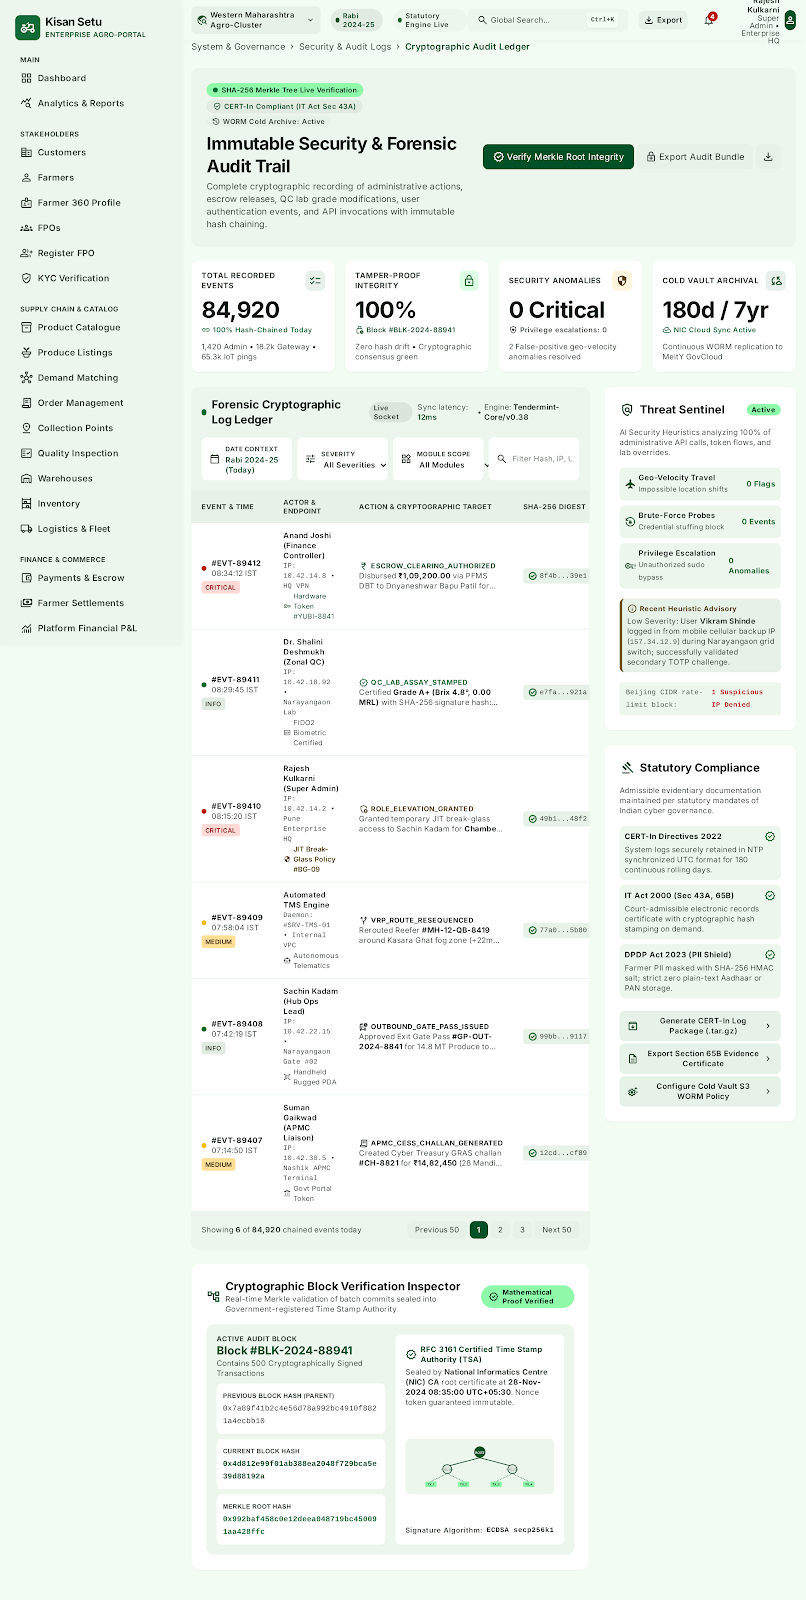 Kisan Setu
ENTERPRISE AGRO-PORTAL
MAIN
Dashboard
Analytics & Reports
STAKEHOLDERS
Customers
Farmers
Farmer 360 Profile
FPOs
Register FPO
KYC Verification
SUPPLY CHAIN & CATALOG
Product Catalogue
Produce Listings
Demand Matching
Order Management
Collection Points
Quality Inspection
Warehouses
Inventory
Logistics & Fleet
FINANCE & COMMERCE
Payments & Escrow
Farmer Settlements
Platform Financial P&L
Western Maharashtra
Agro-Cluster
Rabi
2024-25
Statutory
Engine Live
Global Search...
Ctrl+K
Export
4
Rajesh
Kulkarni
Super
Admin •
Enterprise
HQ
System & Governance › Security & Audit Logs › Cryptographic Audit Ledger
SHA-256 Merkle Tree Live Verification
CERT-In Compliant (IT Act Sec 43A)
WORM Cold Archive: Active
Immutable Security & Forensic
Audit Trail
Complete cryptographic recording of administrative actions,
escrow releases, QC lab grade modifications, user
authentication events, and API invocations with immutable
hash chaining.
Verify Merkle Root Integrity
Export Audit Bundle
TOTAL RECORDED
EVENTS
84,920
100% Hash-Chained Today
1,420 Admin • 18.2k Gateway •
65.3k IoT pings
TAMPER-PROOF
INTEGRITY
100%
Block #BLK-2024-88941
Zero hash drift • Cryptographic
consensus green
SECURITY ANOMALIES
0 Critical
Privilege escalations: 0
2 False-positive geo-velocity
anomalies resolved
COLD VAULT ARCHIVAL
180d / 7yr
NIC Cloud Sync Active
Continuous WORM replication to
MeitY GovCloud
Forensic Cryptographic
Log Ledger
Live
Socket
Sync latency:
12ms
• Engine: Tendermint-
Core/v0.38
DATE CONTEXT
Rabi 2024-25
(Today)
SEVERITY
All Severities
MODULE SCOPE
All Modules
Filter Hash, IP, L
EVENT & TIME
ACTOR &
ENDPOINT
ACTION & CRYPTOGRAPHIC TARGET
SHA-256 DIGEST
#EVT-89412
08:34:12 IST
CRITICAL
Anand Joshi
(Finance
Controller)
IP:
10.42.14.8 •
HQ VPN
Hardware
Token
#YUBI-8841
ESCROW_CLEARING_AUTHORIZED
Disbursed ₹1,09,200.00 via PFMS
DBT to Dnyaneshwar Bapu Patil for...
8f4b...39e1
#EVT-89411
08:29:45 IST
INFO
Dr. Shalini
Deshmukh
(Zonal QC)
IP:
10.42.18.92
•
Narayangaon
Lab
FIDO2
Biometric
Certified
QC_LAB_ASSAY_STAMPED
Certified Grade A+ (Brix 4.8°, 0.00
MRL) with SHA-256 signature hash:...
e7fa...921a
#EVT-89410
08:15:20 IST
CRITICAL
Rajesh
Kulkarni
(Super Admin)
IP:
10.42.14.2 •
Pune
Enterprise
HQ
JIT Break-
Glass Policy
#BG-09
ROLE_ELEVATION_GRANTED
Granted temporary JIT break-glass
access to Sachin Kadam for Chambe...
49b1...48f2
#EVT-89409
07:58:04 IST
MEDIUM
Automated
TMS Engine
Daemon:
#SRV-TMS-01
• Internal
VPC
Autonomous
Telematics
VRP_ROUTE_RESEQUENCED
Rerouted Reefer #MH-12-QB-8419
around Kasara Ghat fog zone (+22m...
77a0...5b80
#EVT-89408
07:42:19 IST
INFO
Sachin Kadam
(Hub Ops
Lead)
IP:
10.42.22.15
•
Narayangaon
Gate #02
Handheld
Rugged PDA
OUTBOUND_GATE_PASS_ISSUED
Approved Exit Gate Pass #GP-OUT-
2024-8841 for 14.8 MT Produce to...
99bb...9117
#EVT-89407
07:14:50 IST
MEDIUM
Suman
Gaikwad
(APMC
Liaison)
IP:
10.42.30.5 •
Nashik APMC
Terminal
Govt Portal
Token
APMC_CESS_CHALLAN_GENERATED
Created Cyber Treasury GRAS challan
#CH-8821 for ₹14,82,450 (28 Mandi...
12cd...cf89
Showing 6 of 84,920 chained events today
Previous 50
1
2
3
Next 50
Threat Sentinel
Active
AI Security Heuristics analyzing 100% of
administrative API calls, token flows, and
lab overrides.
Geo-Velocity Travel
Impossible location shifts
0 Flags
Brute-Force Probes
Credential stuffing block
0 Events
Privilege Escalation
Unauthorized sudo
bypass
0
Anomalies
Recent Heuristic Advisory
Low Severity: User Vikram Shinde
logged in from mobile cellular backup IP
(157.34.12.9) during Narayangaon grid
switch; successfully validated
secondary TOTP challenge.
Beijing CIDR rate-
limit block:
1 Suspicious
IP Denied
Statutory Compliance
Admissible evidentiary documentation
maintained per statutory mandates of
Indian cyber governance.
CERT-In Directives 2022
System logs securely retained in NTP
synchronized UTC format for 180
continuous rolling days.
IT Act 2000 (Sec 43A, 65B)
Court-admissible electronic records
certificate with cryptographic hash
stamping on demand.
DPDP Act 2023 (PII Shield)
Farmer PII masked with SHA-256 HMAC
salt; strict zero plain-text Aadhaar or
PAN storage.
Generate CERT-In Log
Package (.tar.gz)
Export Section 65B Evidence
Certificate
Configure Cold Vault S3
WORM Policy
Cryptographic Block Verification Inspector
Real-time Merkle validation of batch commits sealed into
Government-registered Time Stamp Authority
Mathematical
Proof Verified
ACTIVE AUDIT BLOCK
Block #BLK-2024-88941
Contains 500 Cryptographically Signed
Transactions
PREVIOUS BLOCK HASH (PARENT)
0x7a89f41b2c4e56d78a992bc4910f882
1a4ecbb10
CURRENT BLOCK HASH
0x4d812e99f01ab388ea2048f729bca5e
39d88192a
MERKLE ROOT HASH
0x992baf458c0e12deea048719bc45009
1aa428ffc
RFC 3161 Certified Time Stamp
Authority (TSA)
Sealed by National Informatics Centre
(NIC) CA root certificate at 28-Nov-
2024 08:35:00 UTC+05:30. Nonce
token guaranteed immutable.
ROOT
Signature Algorithm: ECDSA secp256k1